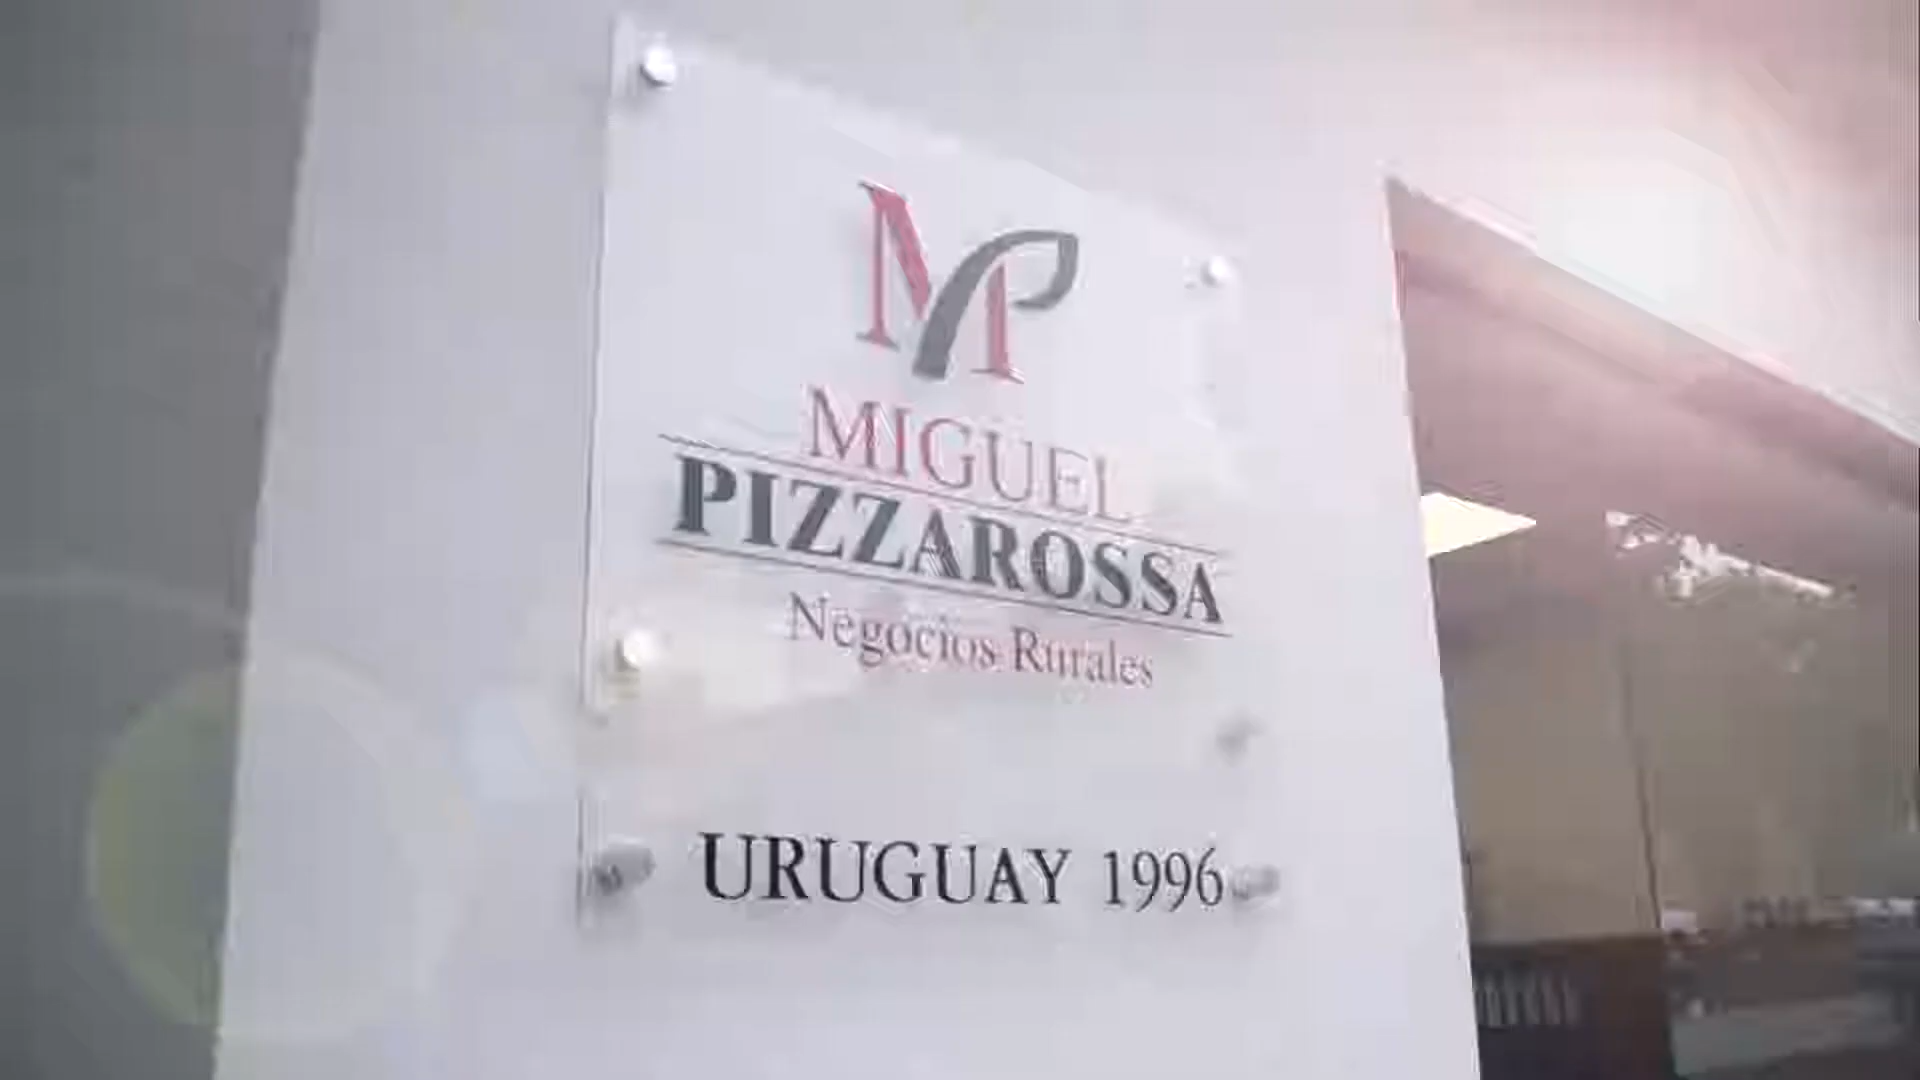 MP
MIGUEL
PIZZAROSSA
Negocios Rurales
URUGUAY 1996